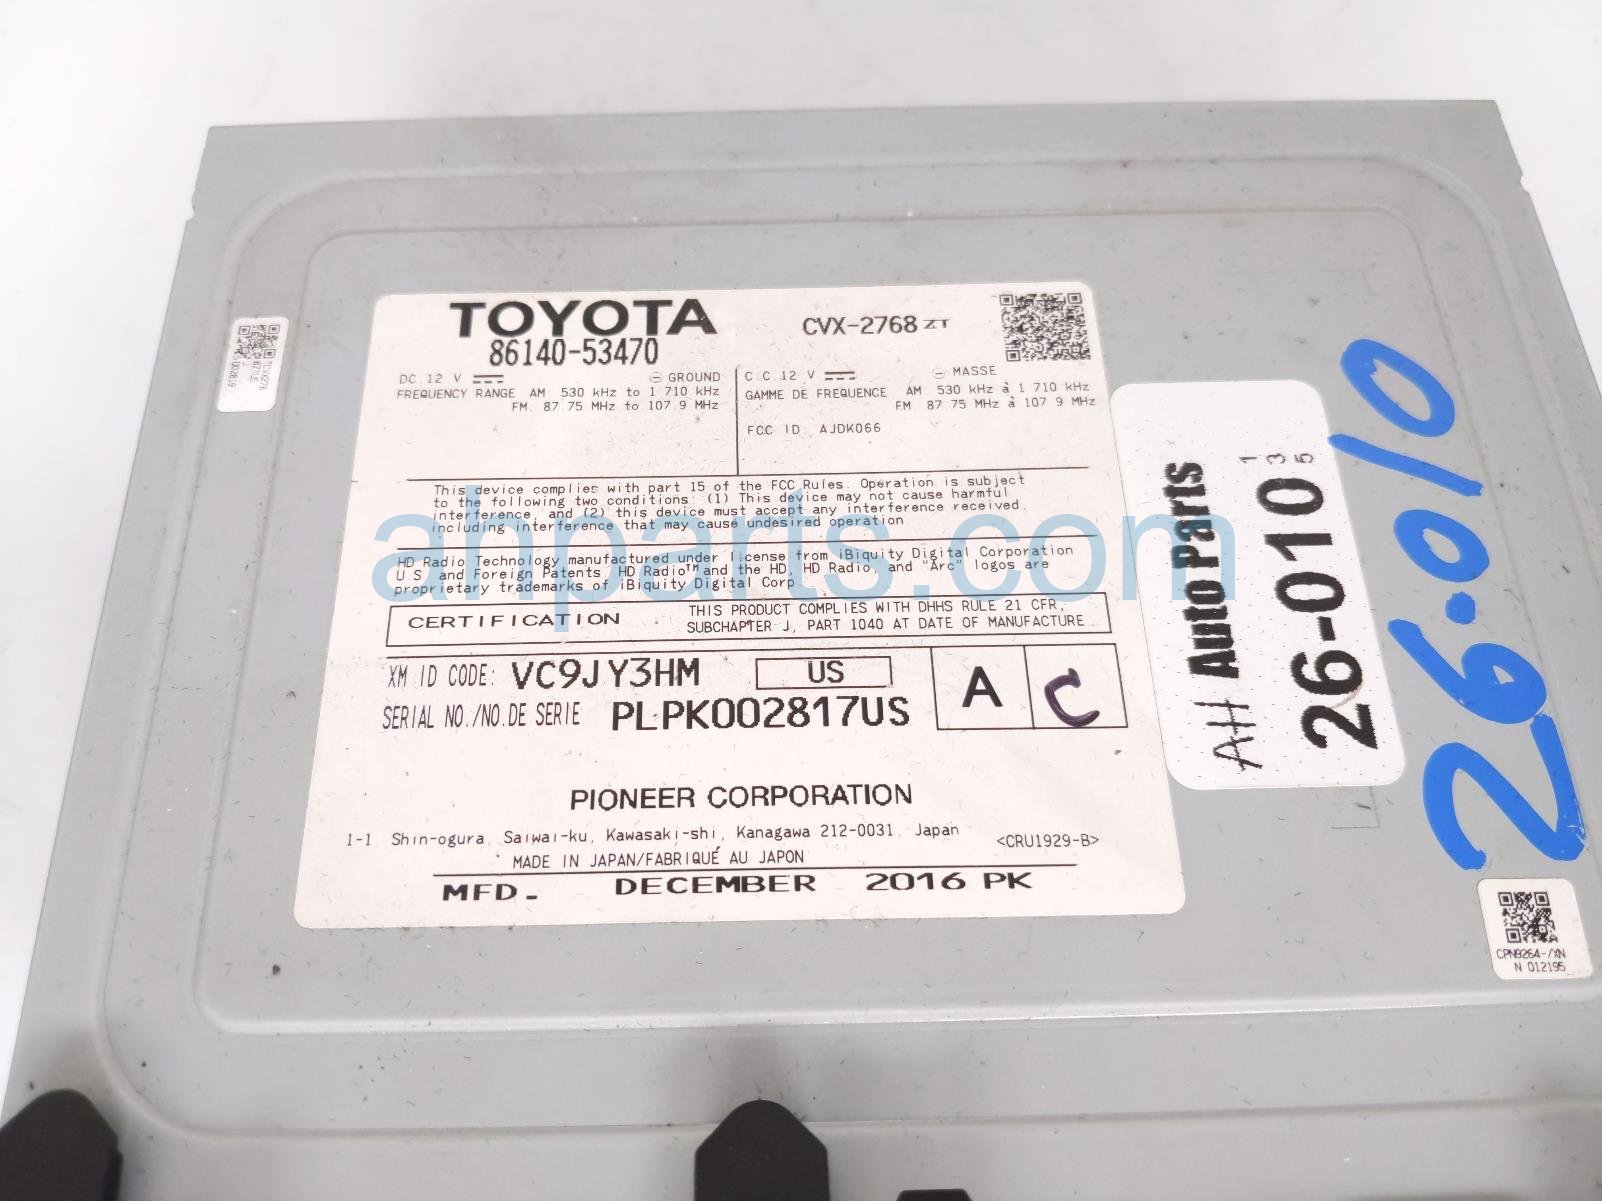 TOYOTA
86140-53470
CVX-2768 ZT
DC 12 V
GROUND
FREQUENCY RANGE AM 530 kHz to 1 710 kHz
FM 87.75 MHz to 107.9 MHz
C.C.12 V
MASSE
GAMME DE FREQUENCE AM 530 kHz à 1 710 kHz
FM 87.75 MHz à 107.9 MHz
FCC ID: AJDK066
This device complies with part 15 of the FCC Rules. Operation is subject
to the following two conditions: (1) This device may not cause harmful
interference, and (2) this device must accept any interference received,
including interference that may cause undesired operation
HD Radio Technology manufactured under license from iBiquity Digital Corporation
U.S. and Foreign Patents. HD Radio™ and the HD, HD Radio, and "Arc" logos are
proprietary trademarks of iBiquity Digital Corp.
CERTIFICATION
THIS PRODUCT COMPLIES WITH DHHS RULE 21 CFR,
SUBCHAPTER J, PART 1040 AT DATE OF MANUFACTURE
XM ID CODE: VC9JY3HM US
SERIAL NO./NO.DE SERIE PLPK002817US
A C
PIONEER CORPORATION
1-1 Shin-ogura, Saiwai-ku, Kawasaki-shi, Kanagawa 212-0031, Japan
<CRU1929-B>
MADE IN JAPAN/FABRIQUÉ AU JAPON
MFD- DECEMBER 2016 PK
ahparts.com
AH Auto Parts
135
26-010
26-010
CPN9264-/XN
N 012195